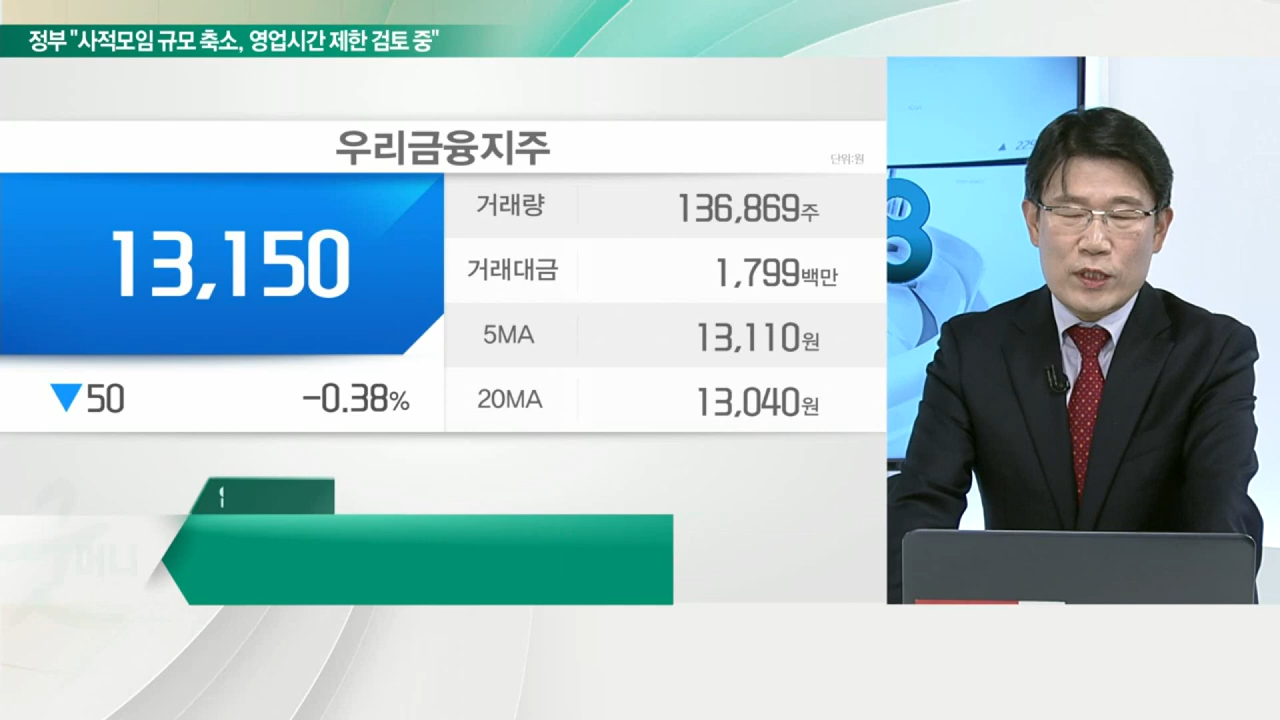 정부 "사적모임 규모 축소, 영업시간 제한 검토 중"
우리금융지주
단위:원
13,150
▼50 -0.38%
거래량 136,869주
거래대금 1,799백만
5MA 13,110원
20MA 13,040원
머니
8